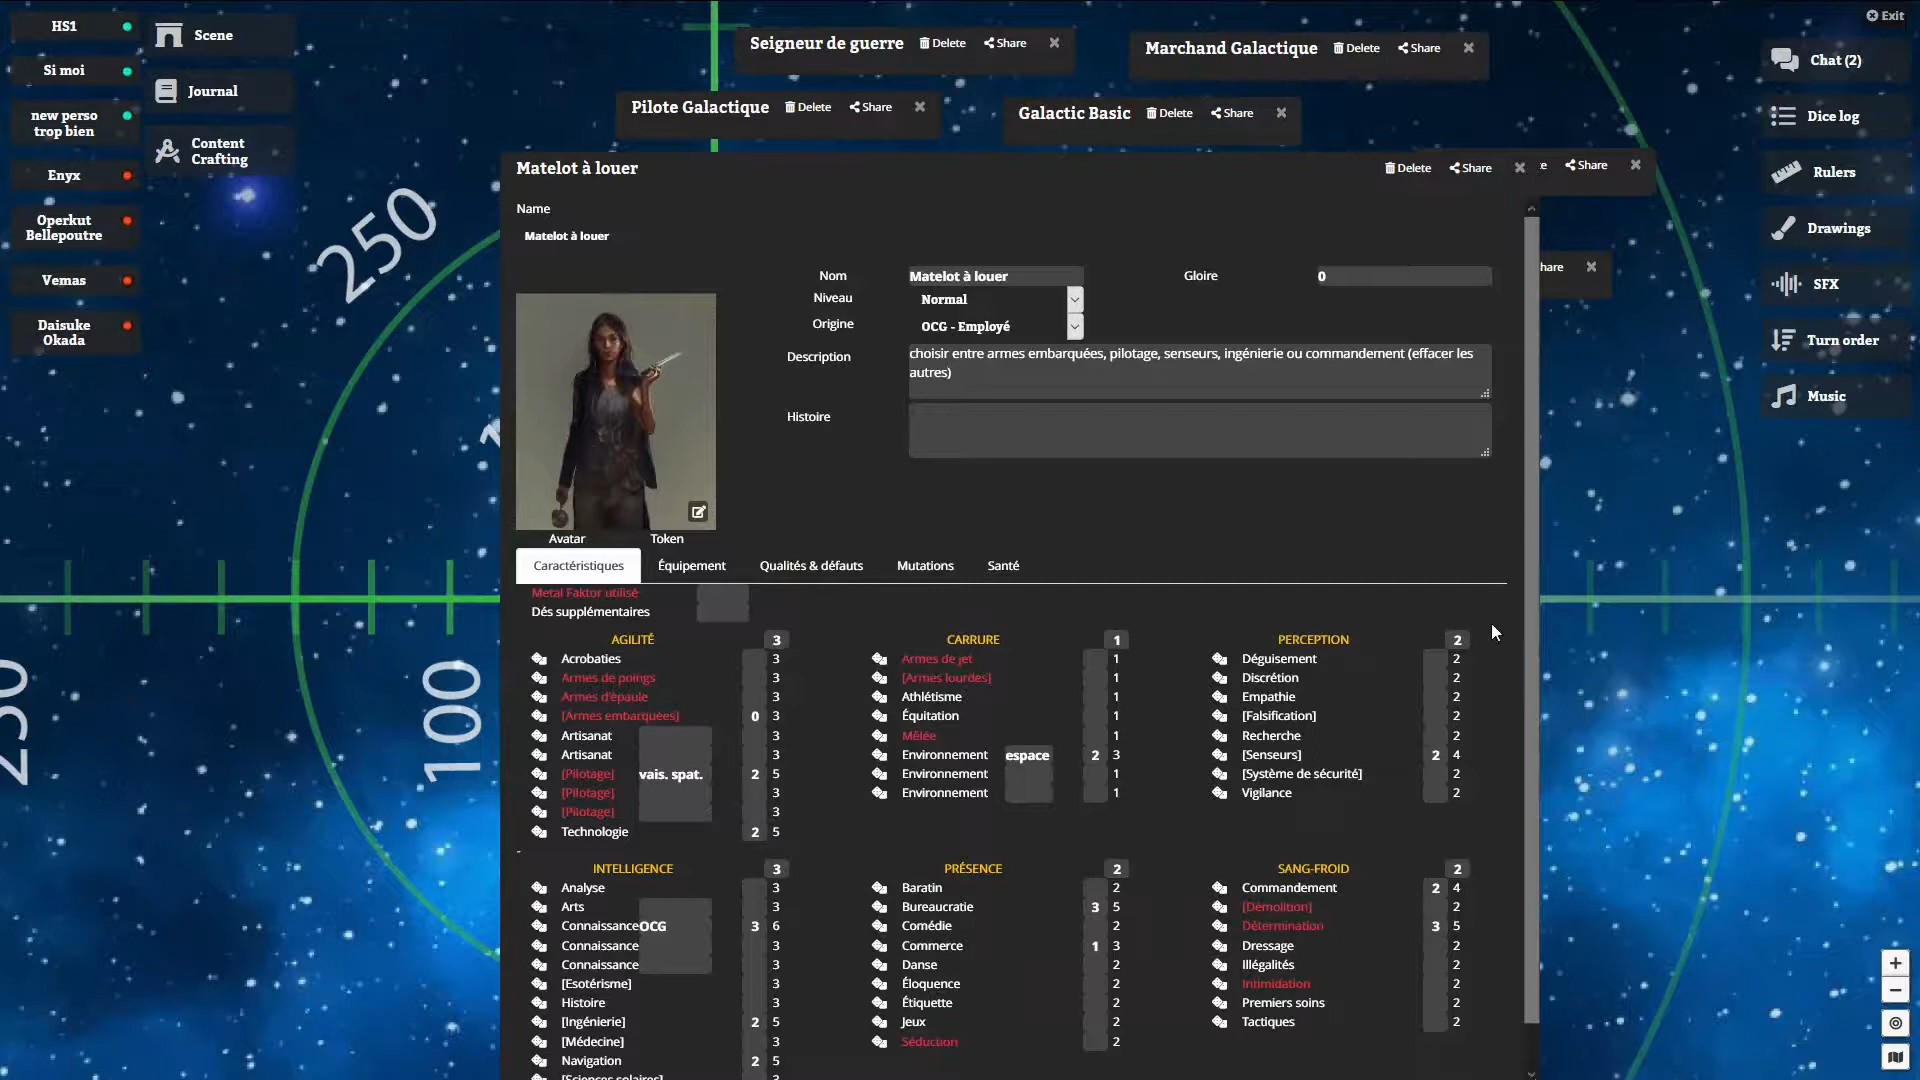 HS1
Si moi
new perso
trop bien
Enyx
Operkut
Bellepoutre
Vemas
Daisuke
Okada
Scene
Journal
Content
Crafting
Seigneur de guerre Delete Share
Marchand Galactique Delete Share
Pilote Galactique Delete Share
Galactic Basic Delete Share
Exit
Chat (2)
Dice log
Rulers
Drawings
SFX
Turn order
Music
250
100
250
Matelot à louer Delete Share
e Share
hare
Name
Matelot à louer
Nom Matelot à louer Gloire 0
Niveau Normal
Origine OCG - Employé
Description choisir entre armes embarquées, pilotage, senseurs, ingénierie ou commandement (effacer les
autres)
Histoire
Avatar Token
Caractéristiques Équipement Qualités & défauts Mutations Santé
Metal Faktor utilisé
Dés supplémentaires
AGILITÉ 3
Acrobaties 3
Armes de poings 3
Armes d'épaule 3
[Armes embarquées] 0 3
Artisanat 3
Artisanat 3
[Pilotage] vais. spat. 2 5
[Pilotage] 3
[Pilotage] 3
Technologie 2 5
-
CARRURE 1
Armes de jet 1
[Armes lourdes] 1
Athlétisme 1
Équitation 1
Mêlée 1
Environnement espace 2 3
Environnement 1
Environnement 1
PERCEPTION 2
Déguisement 2
Discrétion 2
Empathie 2
[Falsification] 2
Recherche 2
[Senseurs] 2 4
[Système de sécurité] 2
Vigilance 2
INTELLIGENCE 3
Analyse 3
Arts 3
Connaissance OCG 3 6
Connaissance 3
Connaissance 3
[Esotérisme] 3
Histoire 3
[Ingénierie] 2 5
[Médecine] 3
Navigation 2 5
[Sciences solaires] 3
PRÉSENCE 2
Baratin 2
Bureaucratie 3 5
Comédie 2
Commerce 1 3
Danse 2
Éloquence 2
Étiquette 2
Jeux 2
Séduction 2
SANG-FROID 2
Commandement 2 4
[Démolition] 2
Détermination 3 5
Dressage 2
Illégalités 2
Intimidation 2
Premiers soins 2
Tactiques 2